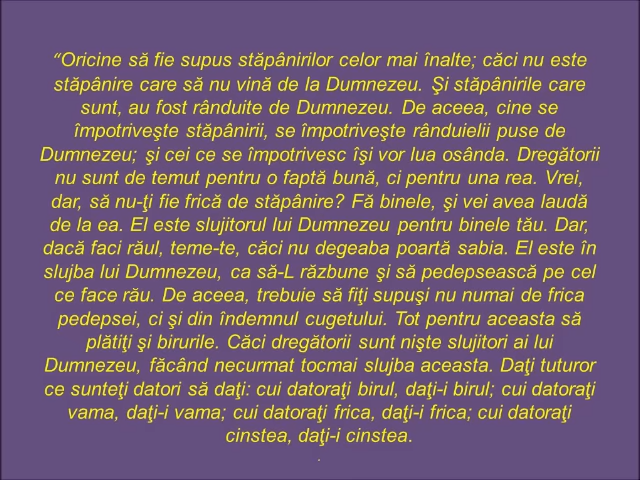 “Oricine să fie supus stăpânirilor celor mai înalte; căci nu este
stăpânire care să nu vină de la Dumnezeu. Şi stăpânirile care
sunt, au fost rânduite de Dumnezeu. De aceea, cine se
împotriveşte stăpânirii, se împotriveşte rânduielii puse de
Dumnezeu; şi cei ce se împotrivesc îşi vor lua osânda. Dregătorii
nu sunt de temut pentru o faptă bună, ci pentru una rea. Vrei,
dar, să nu-ţi fie frică de stăpânire? Fă binele, şi vei avea laudă
de la ea. El este slujitorul lui Dumnezeu pentru binele tău. Dar,
dacă faci răul, teme-te, căci nu degeaba poartă sabia. El este în
slujba lui Dumnezeu, ca să-L răzbune şi să pedepsească pe cel
ce face rău. De aceea, trebuie să fiţi supuşi nu numai de frica
pedepsei, ci şi din îndemnul cugetului. Tot pentru aceasta să
plătiţi şi birurile. Căci dregătorii sunt nişte slujitori ai lui
Dumnezeu, făcând necurmat tocmai slujba aceasta. Daţi tuturor
ce sunteţi datori să daţi: cui datoraţi birul, daţi-i birul; cui datoraţi
vama, daţi-i vama; cui datoraţi frica, daţi-i frica; cui datoraţi
cinstea, daţi-i cinstea.
.